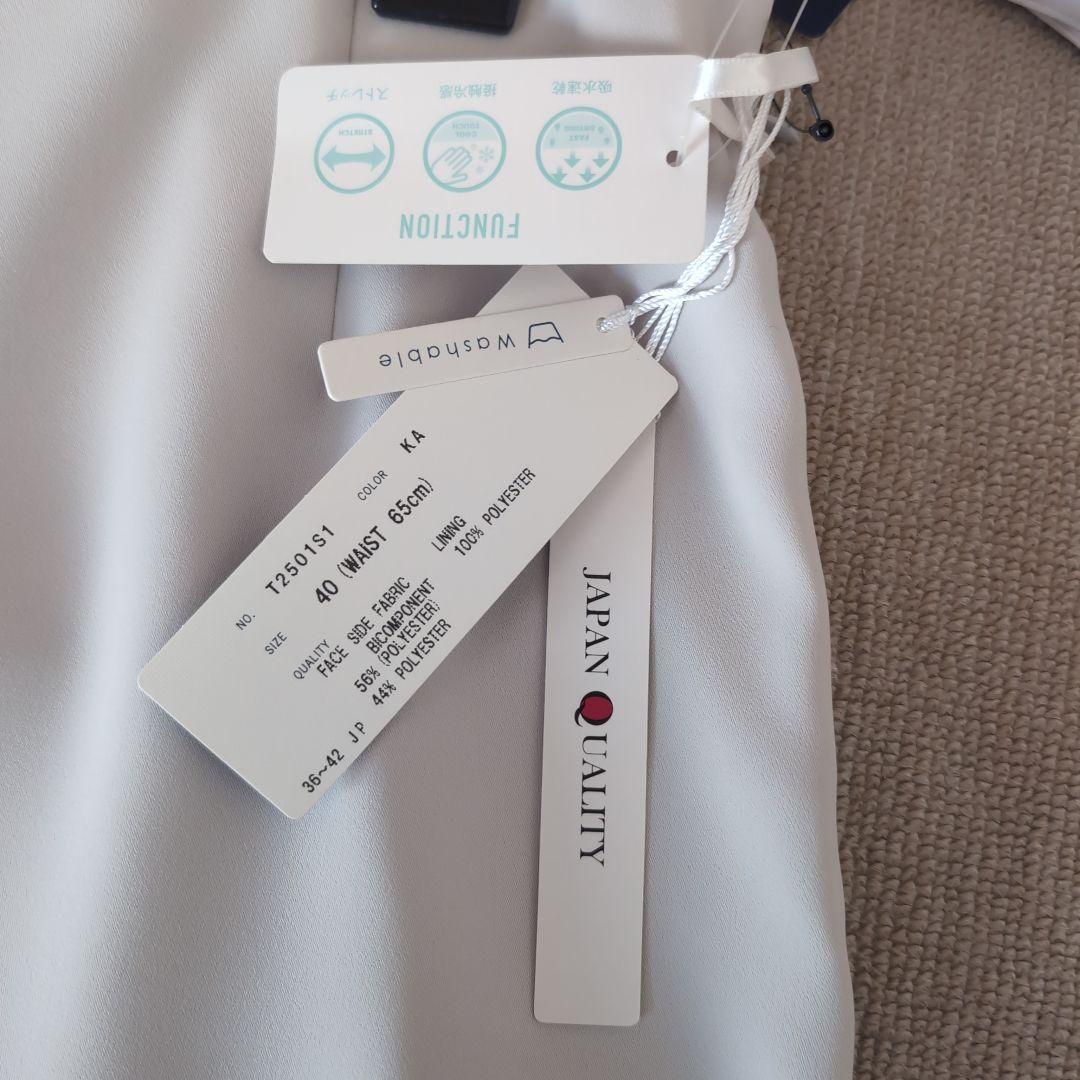 FUNCTION
FAST
DRYING
COOL
TOUCH
STRETCH
吸水速乾
接触冷感
ストレッチ
Washable
NO. T2501S1 COLOR KA
SIZE 40 (WAIST 65cm)
QUALITY
FACE SIDE FABRIC LINING
BICOMPONENT 100% POLYESTER
56% (POLYESTER)
44% POLYESTER
36~42 JP
JAPAN QUALITY